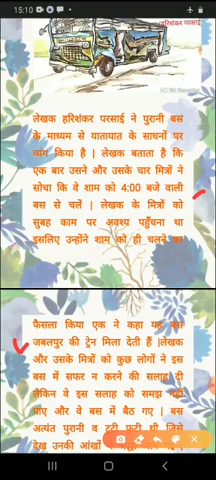 15:10
हरिशंकर परसाई
लेखक हरिशंकर परसाई ने पुरानी बस
के माध्यम से यातायात के साधनों पर
व्यंग किया है | लेखक बताता है कि
एक बार उसने और उसके चार मित्रों ने
सोचा कि वे शाम को 4:00 बजे वाली
बस से चलें | लेखक के मित्रों को
सुबह काम पर अवश्य पहुँचना था
इसलिए उन्होंने शाम को ही चलने का
फैसला किया एक ने कहा यह बस
जबलपुर की ट्रेन मिला देती हैं |लेखक
और उसके मित्रों को कुछ लोगों ने इस
बस में सफर न करने की सलाह दी
लेकिन वे इस सलाह को समझ नहीं
पाए और वे बस में बैठ गए | बस
अत्यंत पुरानी व टूटी फूटी थी जिसे
देख उनकी आंखों